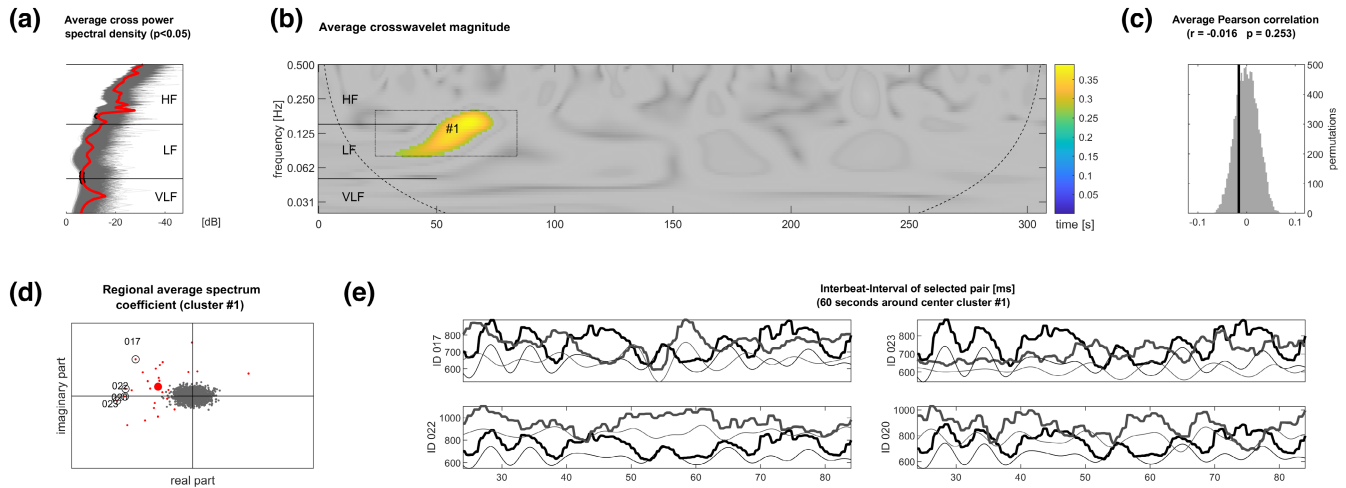 (a)
Average cross power
spectral density (p<0.05)
HF
LF
VLF
0 -20 -40 [dB]
(b)
Average crosswavelet magnitude
frequency [Hz]
0.500
0.250
0.125
0.062
0.031
HF
LF
VLF
#1
0 50 100 150 200 250 300
0.35
0.3
0.25
0.2
0.15
0.1
0.05
time [s]
(c)
Average Pearson correlation
(r = -0.016 p = 0.253)
500
400
300
200
100
0
permutations
-0.1 0 0.1
(d)
Regional average spectrum
coefficient (cluster #1)
imaginary part
017
022
023
real part
(e)
Interbeat-Interval of selected pair [ms]
(60 seconds around center cluster #1)
ID 017
800
700
600
ID 023
800
700
600
ID 022
1000
800
600
30 40 50 60 70 80
ID 020
1000
800
600
30 40 50 60 70 80